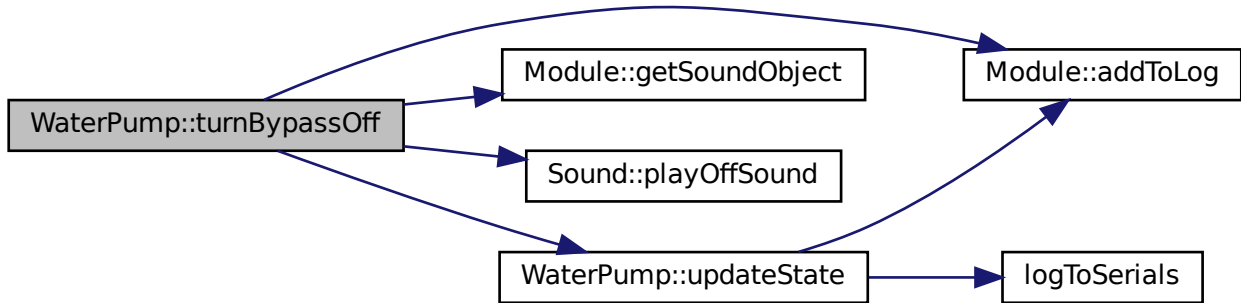 WaterPump::turnBypassOff
Module::getSoundObject
Module::addToLog
Sound::playOffSound
WaterPump::updateState
logToSerials